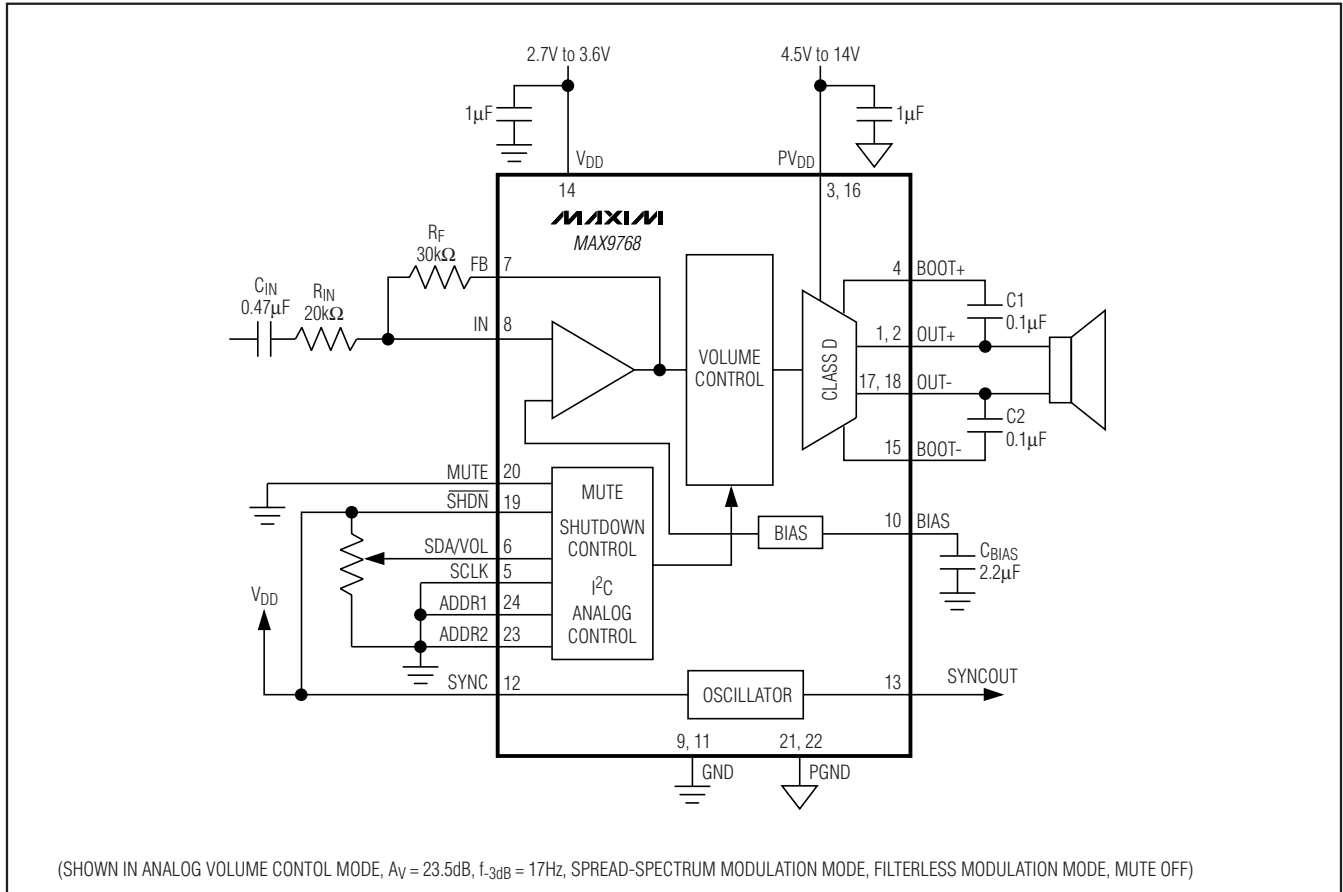 2.7V to 3.6V
4.5V to 14V
1µF
1µF
VDD
PVDD
14
3, 16
MAXIM
MAX9768
RF
30kΩ
FB
7
CIN
0.47µF
RIN
20kΩ
IN
8
VOLUME
CONTROL
CLASS D
4
BOOT+
C1
0.1µF
1, 2
OUT+
17, 18
OUT-
C2
0.1µF
15
BOOT-
MUTE
20
SHDN
19
SDA/VOL
6
SCLK
5
ADDR1
24
ADDR2
23
MUTE
SHUTDOWN
CONTROL
I2C
ANALOG
CONTROL
BIAS
10
BIAS
CBIAS
2.2µF
VDD
SYNC
12
OSCILLATOR
13
SYNCOUT
9, 11
GND
21, 22
PGND
(SHOWN IN ANALOG VOLUME CONTOL MODE, AV = 23.5dB, f-3dB = 17Hz, SPREAD-SPECTRUM MODULATION MODE, FILTERLESS MODULATION MODE, MUTE OFF)